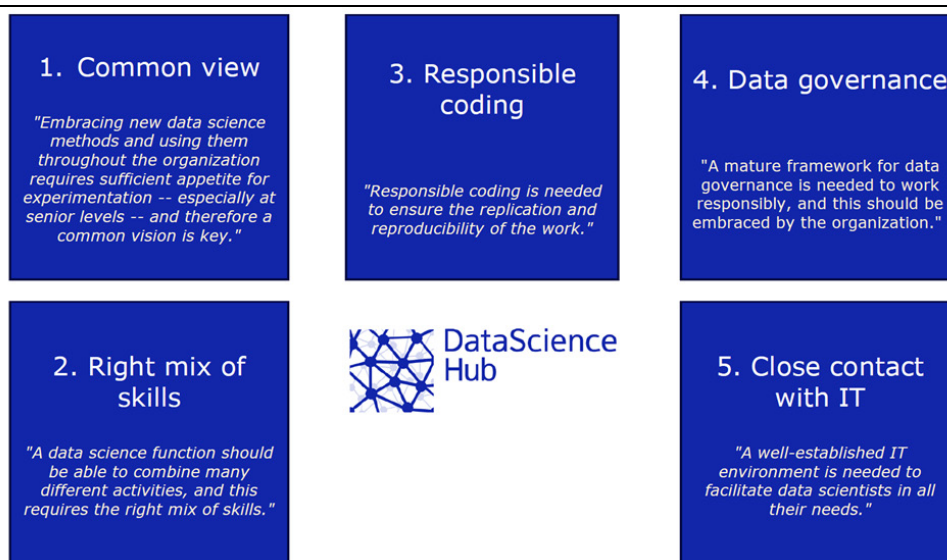 1. Common view
"Embracing new data science
methods and using them
throughout the organization
requires sufficient appetite for
experimentation -- especially at
senior levels -- and therefore a
common vision is key."
2. Right mix of
skills
"A data science function should
be able to combine many
different activities, and this
requires the right mix of skills."
3. Responsible
coding
"Responsible coding is needed
to ensure the replication and
reproducibility of the work."
DataScience
Hub
4. Data governance
"A mature framework for data
governance is needed to work
responsibly, and this should be
embraced by the organization."
5. Close contact
with IT
"A well-established IT
environment is needed to
facilitate data scientists in all
their needs."